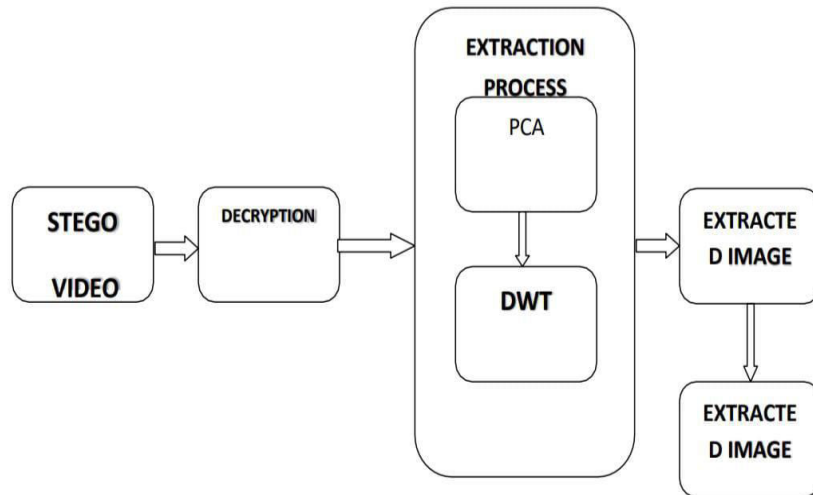 STEGO
VIDEO
DECRYPTION
EXTRACTION
PROCESS
PCA
DWT
EXTRACTE
D IMAGE
EXTRACTE
D IMAGE